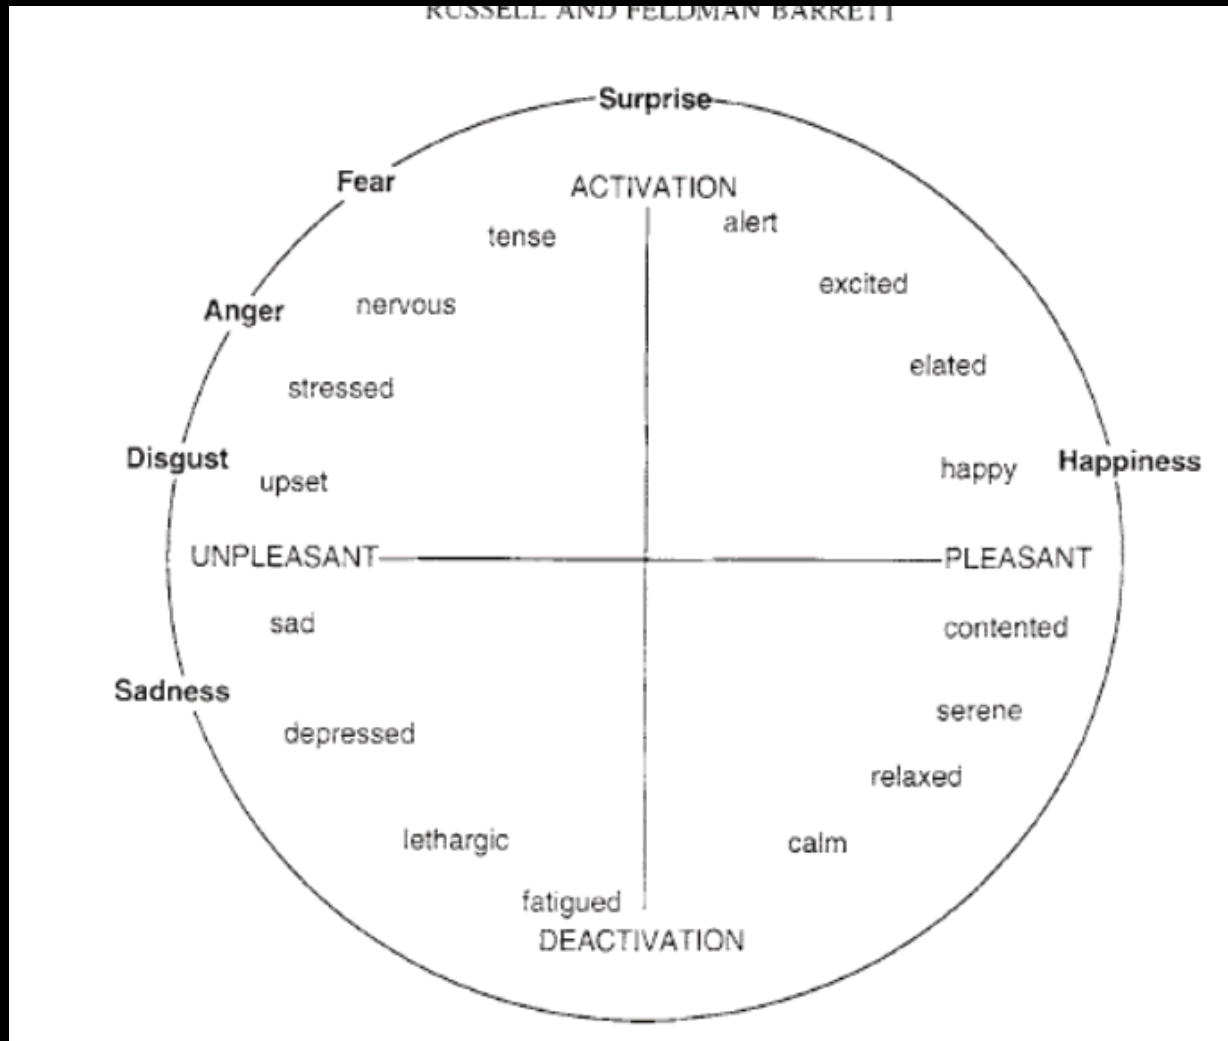 RUSSELL AND FELDMAN BARRETT
Surprise
Fear
ACTIVATION
tense
alert
excited
Anger
nervous
elated
stressed
Disgust
upset
happy
Happiness
UNPLEASANT
PLEASANT
sad
contented
Sadness
serene
depressed
relaxed
lethargic
calm
fatigued
DEACTIVATION